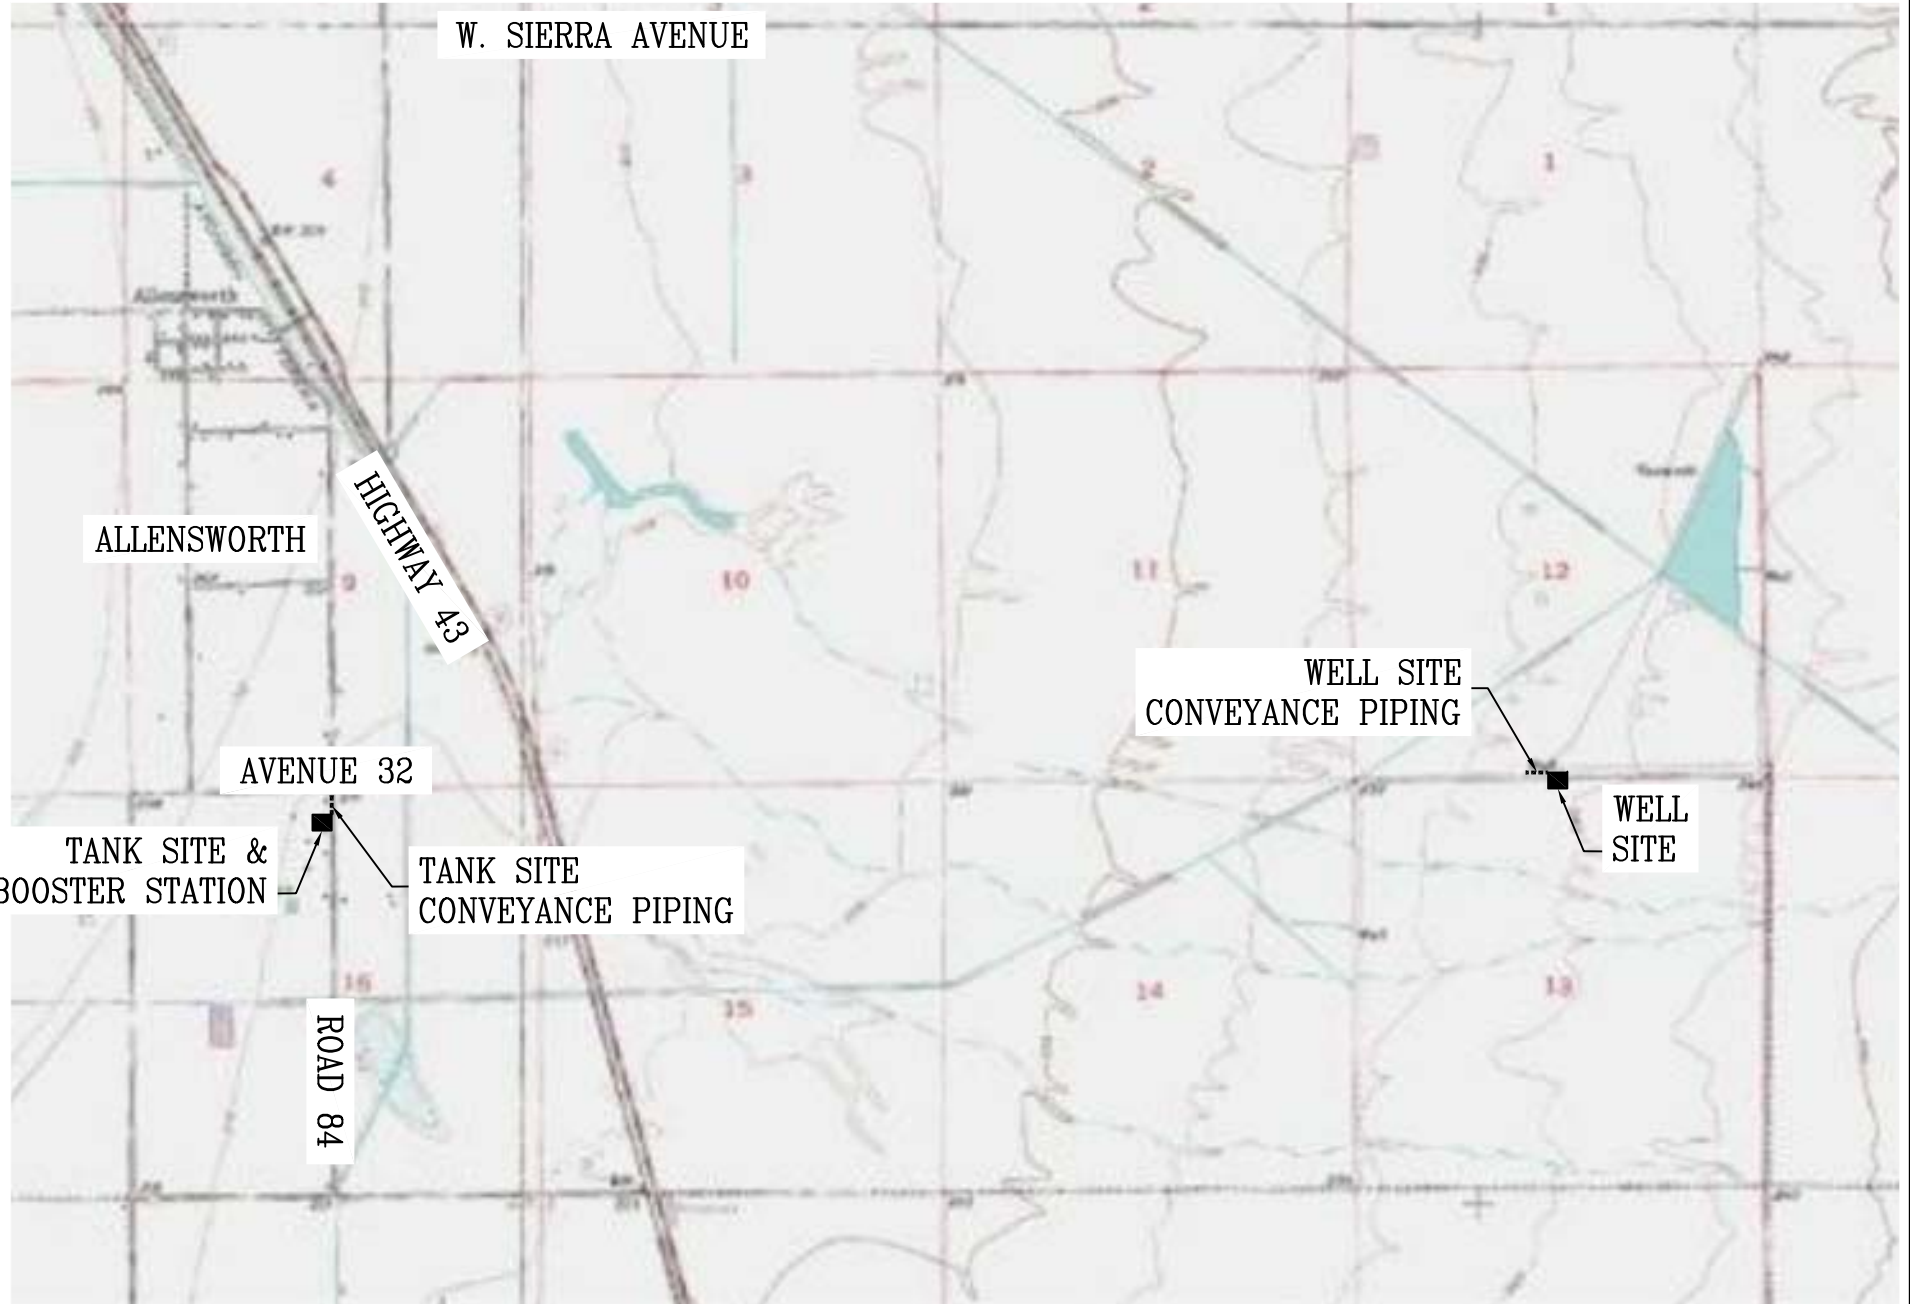 W. SIERRA AVENUE
4
3
2
1
Allensworth
HIGHWAY 43
ALLENSWORTH
9
10
11
12
WELL SITE
CONVEYANCE PIPING
AVENUE 32
WELL
SITE
TANK SITE &
BOOSTER STATION
TANK SITE
CONVEYANCE PIPING
16
15
14
13
ROAD 84